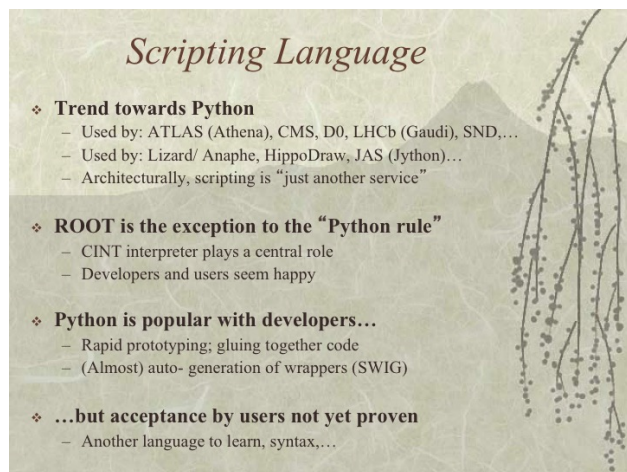 Scripting Language
❖ Trend towards Python
– Used by: ATLAS (Athena), CMS, D0, LHCb (Gaudi), SND,…
– Used by: Lizard/ Anaphe, HippoDraw, JAS (Jython)…
– Architecturally, scripting is “just another service”
❖ ROOT is the exception to the “Python rule”
– CINT interpreter plays a central role
– Developers and users seem happy
❖ Python is popular with developers…
– Rapid prototyping; gluing together code
– (Almost) auto- generation of wrappers (SWIG)
❖ …but acceptance by users not yet proven
– Another language to learn, syntax,…